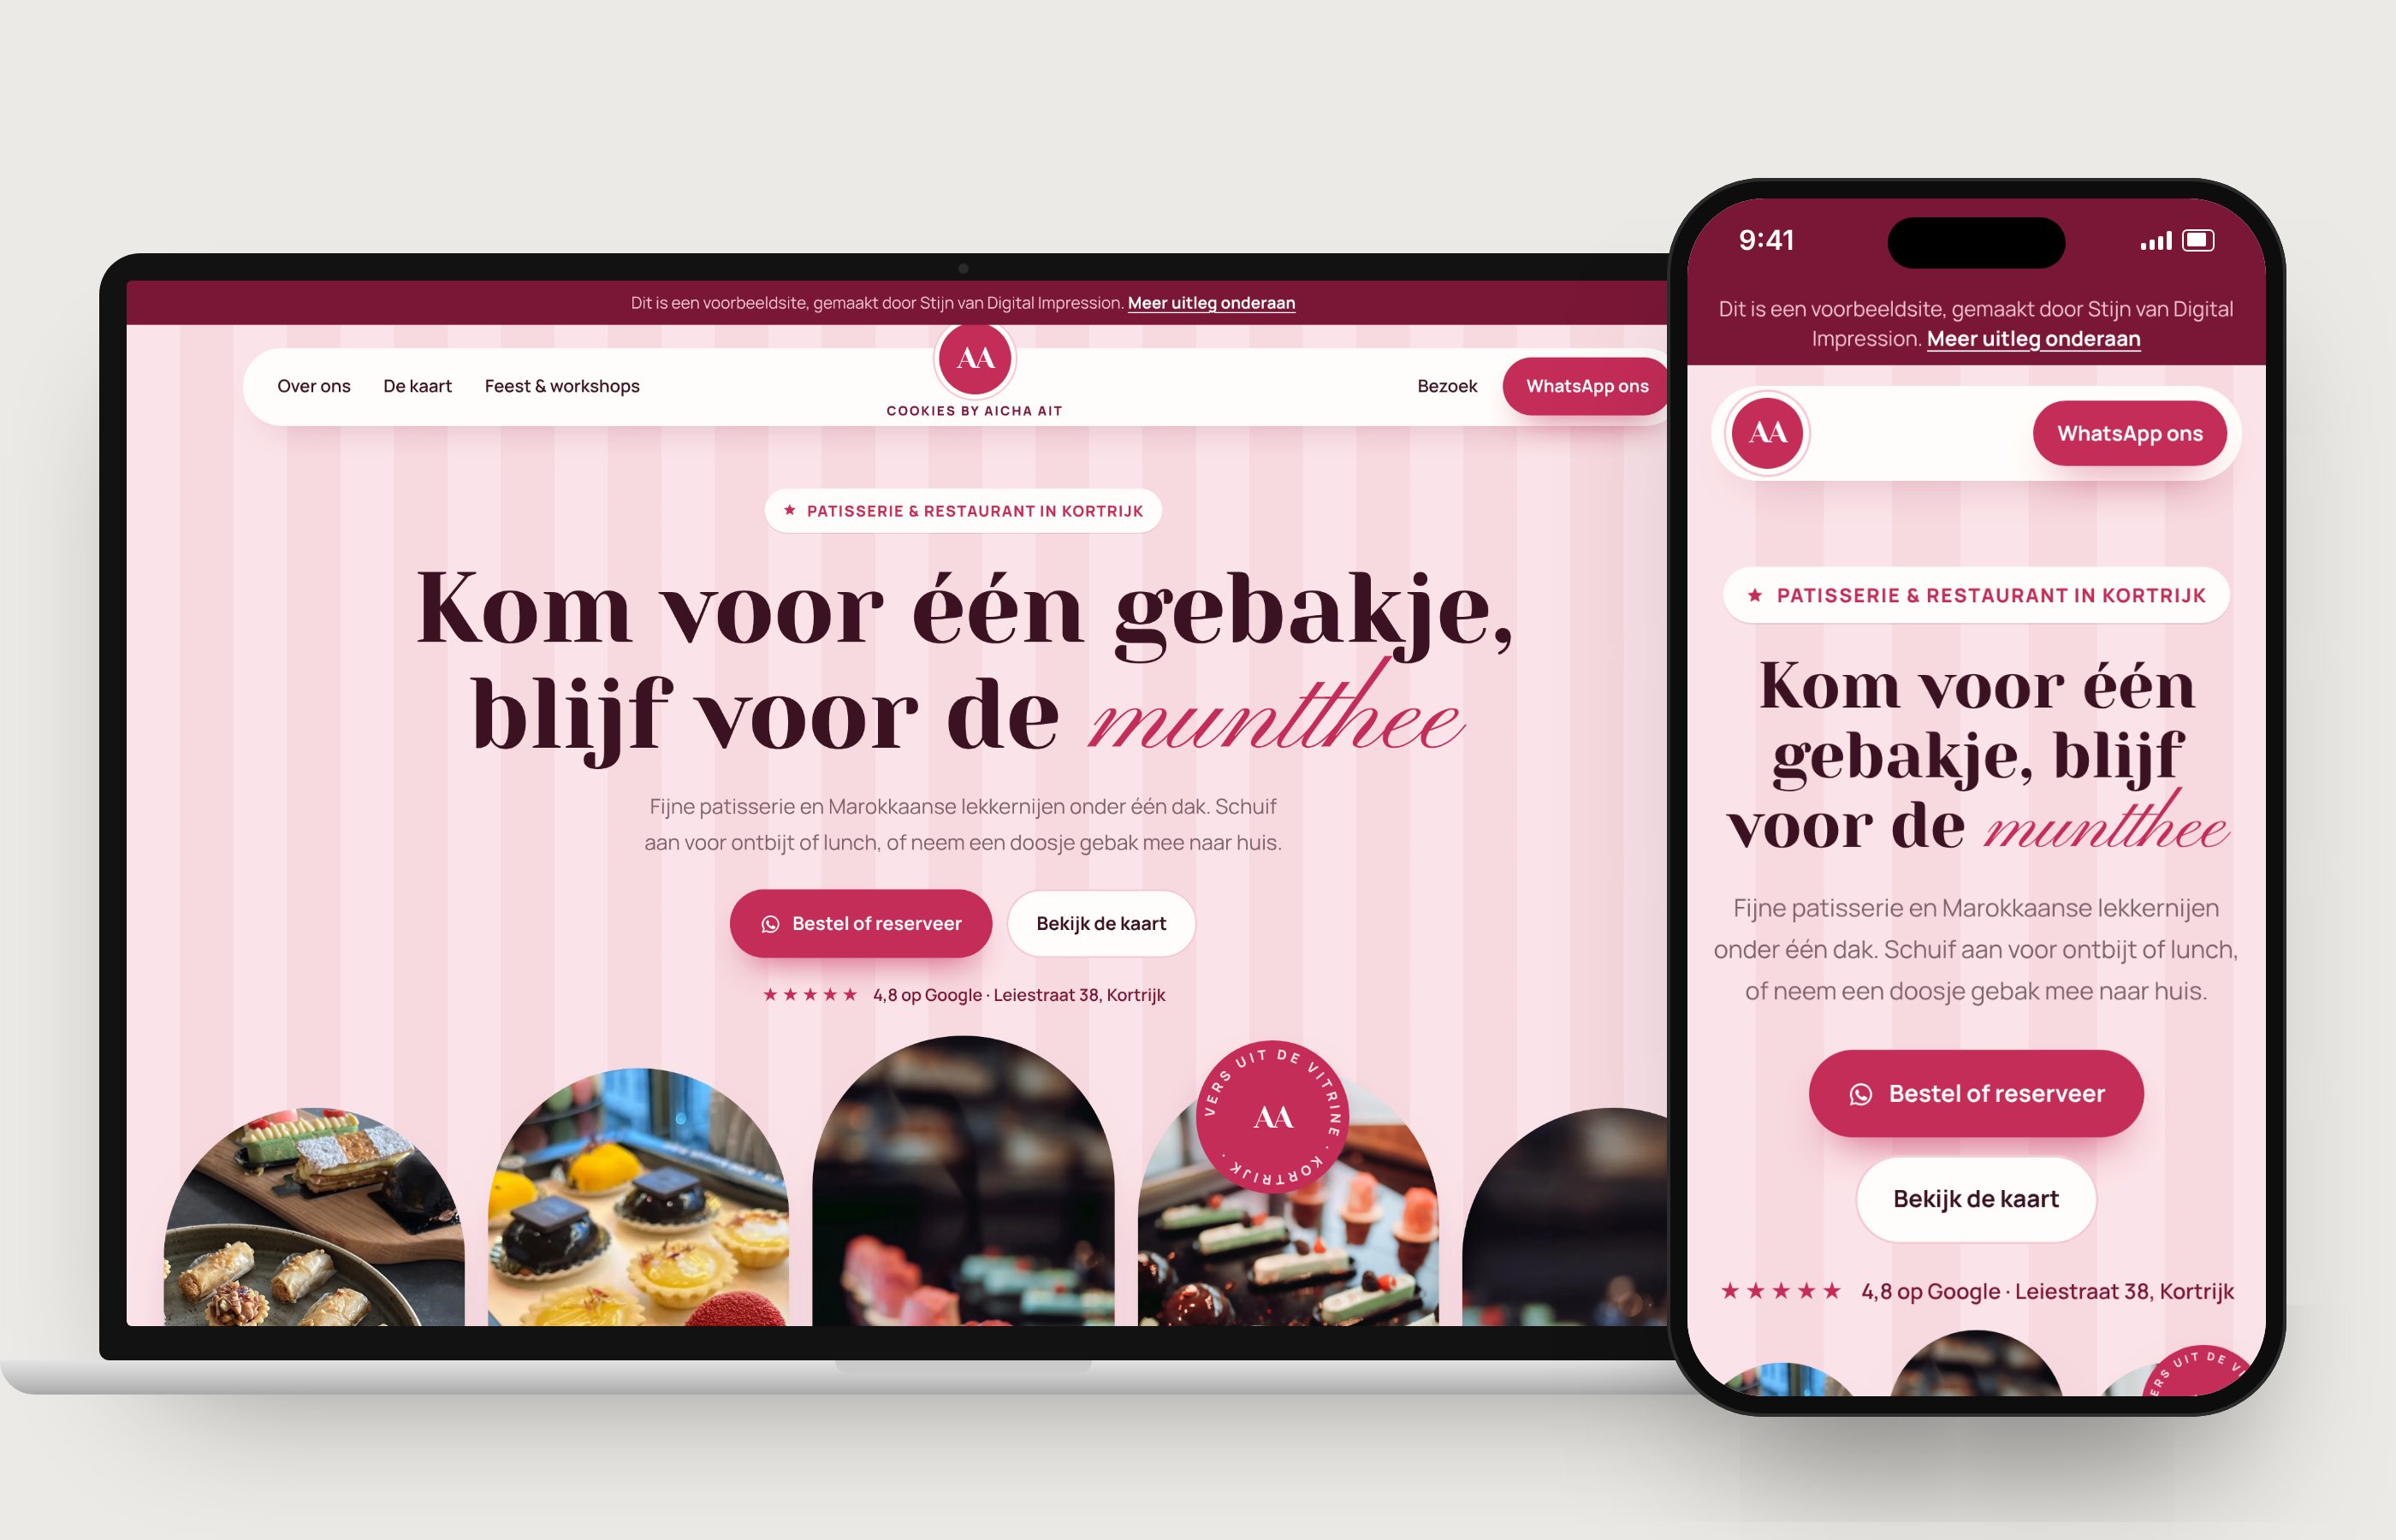 Dit is een voorbeeldsite, gemaakt door Stijn van Digital Impression. Meer uitleg onderaan
Over ons De kaart Feest & workshops
AA
COOKIES BY AICHA AIT
Bezoek WhatsApp ons
★ PATISSERIE & RESTAURANT IN KORTRIJK
Kom voor één gebakje,
blijf voor de muntthee
Fijne patisserie en Marokkaanse lekkernijen onder één dak. Schuif
aan voor ontbijt of lunch, of neem een doosje gebak mee naar huis.
Bestel of reserveer Bekijk de kaart
★★★★★ 4,8 op Google · Leiestraat 38, Kortrijk
VERS UIT DE VITRINE · KORTRIJK ·
AA
9:41
Dit is een voorbeeldsite, gemaakt door Stijn van Digital
Impression. Meer uitleg onderaan
AA WhatsApp ons
★ PATISSERIE & RESTAURANT IN KORTRIJK
Kom voor één
gebakje, blijf
voor de muntthee
Fijne patisserie en Marokkaanse lekkernijen
onder één dak. Schuif aan voor ontbijt of lunch,
of neem een doosje gebak mee naar huis.
Bestel of reserveer
Bekijk de kaart
★★★★★ 4,8 op Google · Leiestraat 38, Kortrijk
ERS UIT DE V